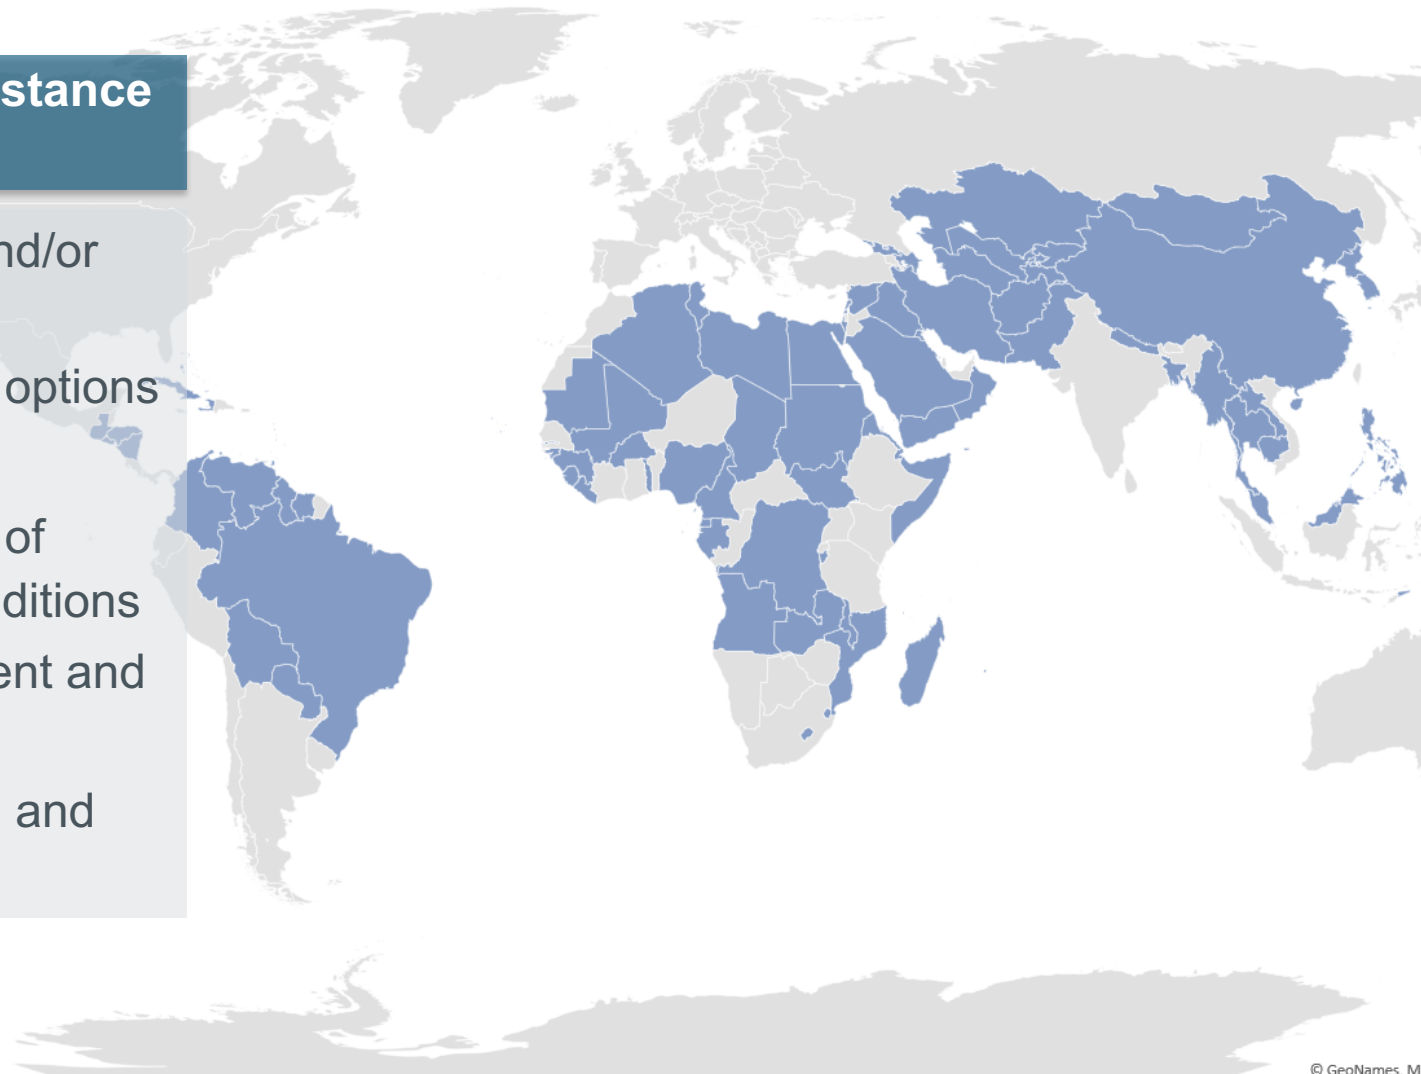 stance
nd/or
options
of
ditions
ent and
and
© GeoNames, M